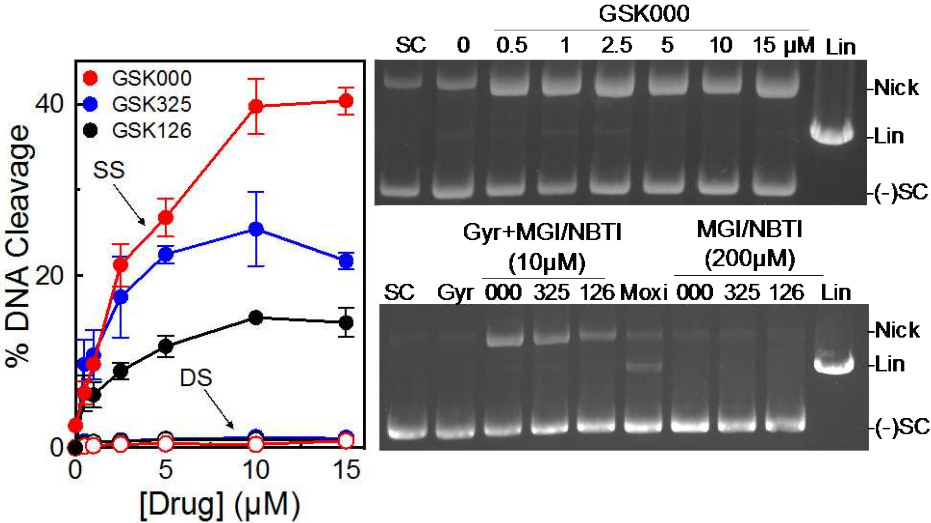 % DNA Cleavage
40
20
0
GSK000
GSK325
GSK126
SS
DS
0 5 10 15
[Drug] (µM)
GSK000
SC 0 0.5 1 2.5 5 10 15 µM Lin
Nick
Lin
(-)SC
Gyr+MGI/NBTI MGI/NBTI
(10µM) (200µM)
SC Gyr 000 325 126 Moxi 000 325 126 Lin
Nick
Lin
(-)SC